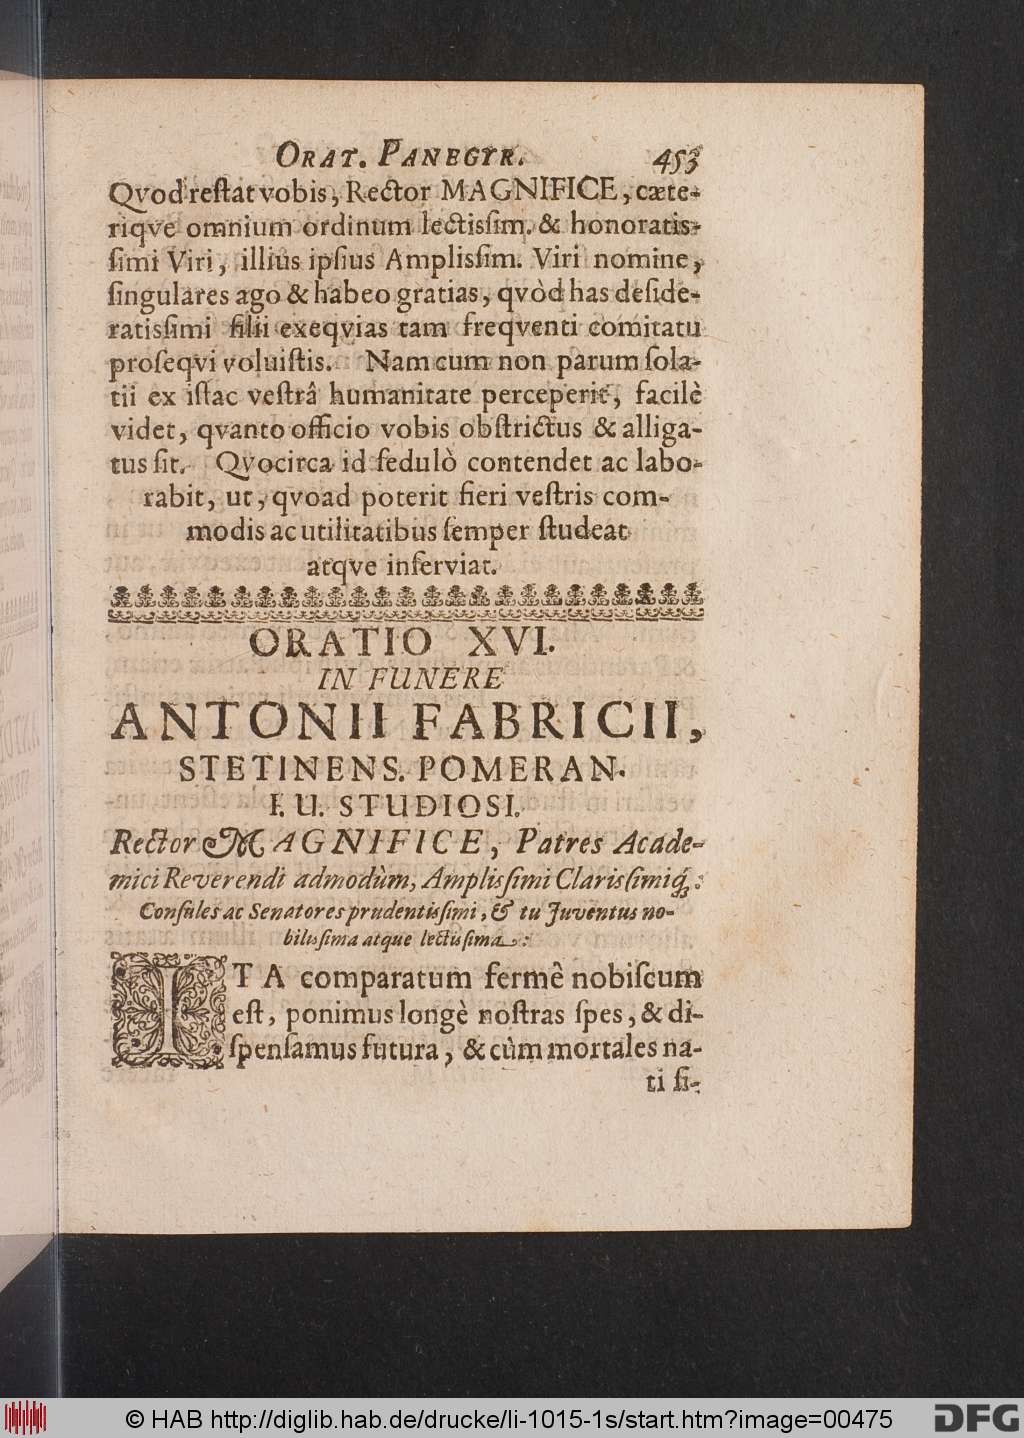 ORAT. PANEGYR. 453
Qvod reſtat vobis, Rector MAGNIFICE, cæte-
riqve omnium ordinum lectiſſim. & honoratiſ-
ſimi Viri, illius ipſius Ampliſſim. Viri nomine,
ſingulares ago & habeo gratias, qvòd has deſide-
ratiſſimi filii exeqvias tam freqventi comitatu
proſeqvi voluiſtis. Nam cum non parum ſola-
tii ex iſtac veſtrâ humanitate perceperit, facilè
videt, qvanto officio vobis obſtrictus & alliga-
tus ſit. Qvocirca id ſedulò contendet ac labo-
rabit, ut, qvoad poterit fieri veſtris com-
modis ac utilitatibus ſemper ſtudeat
atqve inſerviat.
ORATIO XVI.
IN FUNERE
ANTONII FABRICII,
STETINENS. POMERAN.
I. U. STUDIOSI.
Rector MAGNIFICE, Patres Acade-
mici Reverendi admodùm, Ampliſſimi Clariſſimiq́;:
Conſules ac Senatores prudentiſſimi, & tu Juventus no-
biliſſima atque lectiſſima:
ITA comparatum fermê nobiſcum
eſt, ponimus longè noſtras ſpes, & di-
ſpenſamus futura, & cùm mortales na-
ti ſi-
© HAB http://diglib.hab.de/drucke/li-1015-1s/start.htm?image=00475
DFG